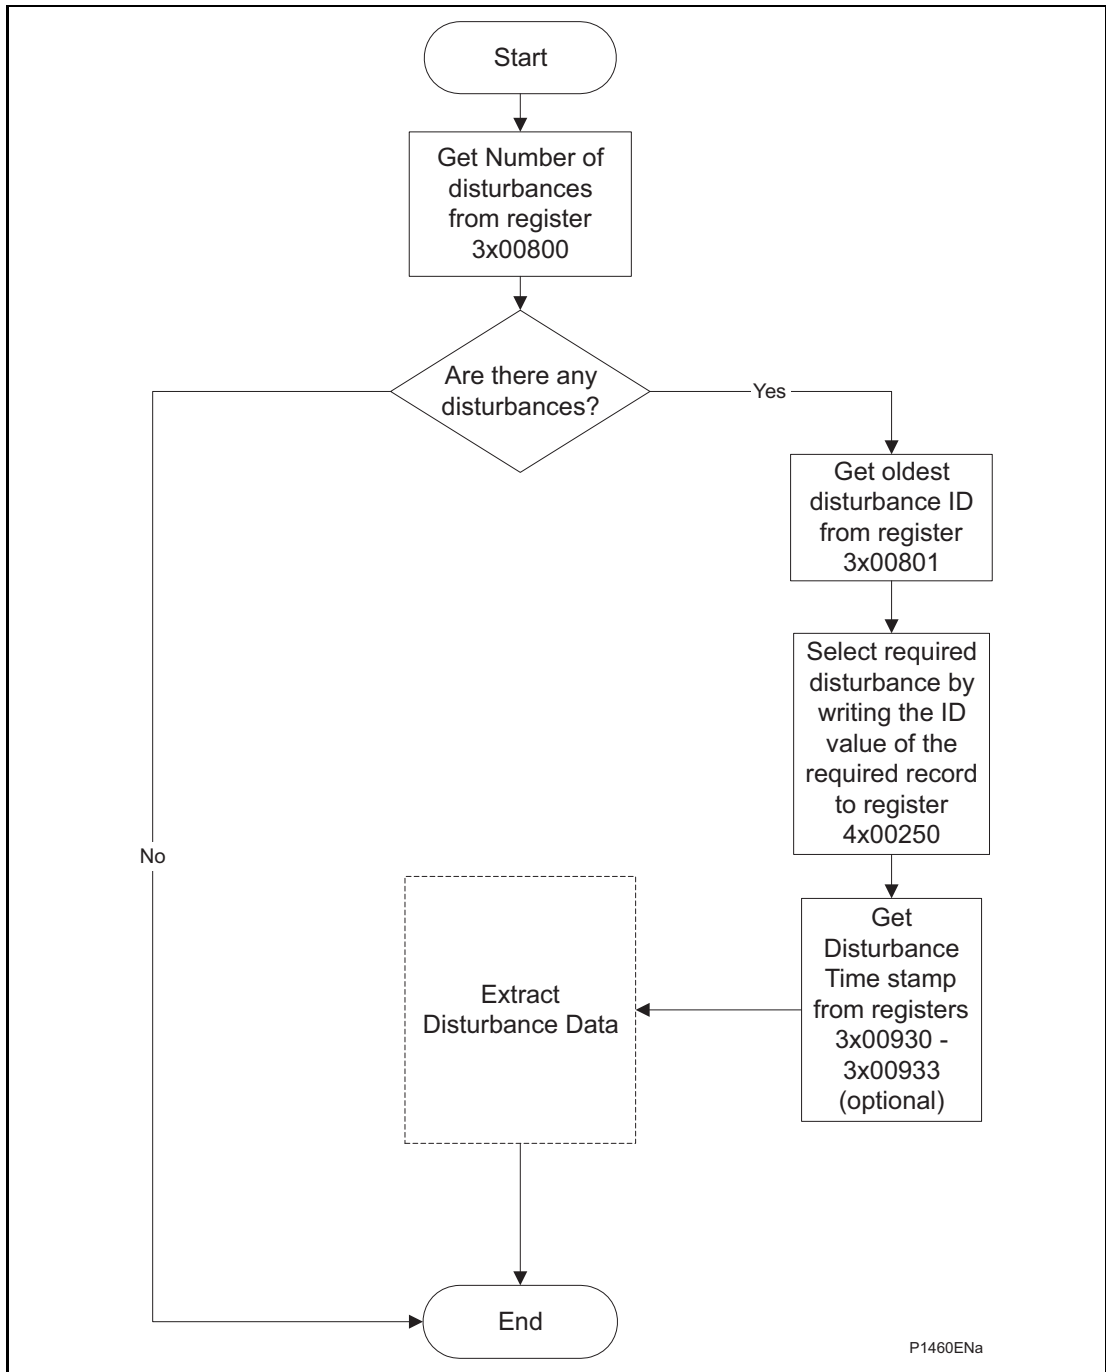 Start
Get Number of
disturbances
from register
3x00800
Are there any
disturbances?
Yes
Get oldest
disturbance ID
from register
3x00801
Select required
disturbance by
writing the ID
value of the
required record
to register
4x00250
No
Get
Disturbance
Time stamp
from registers
3x00930 -
3x00933
(optional)
Extract
Disturbance Data
End
P1460ENa